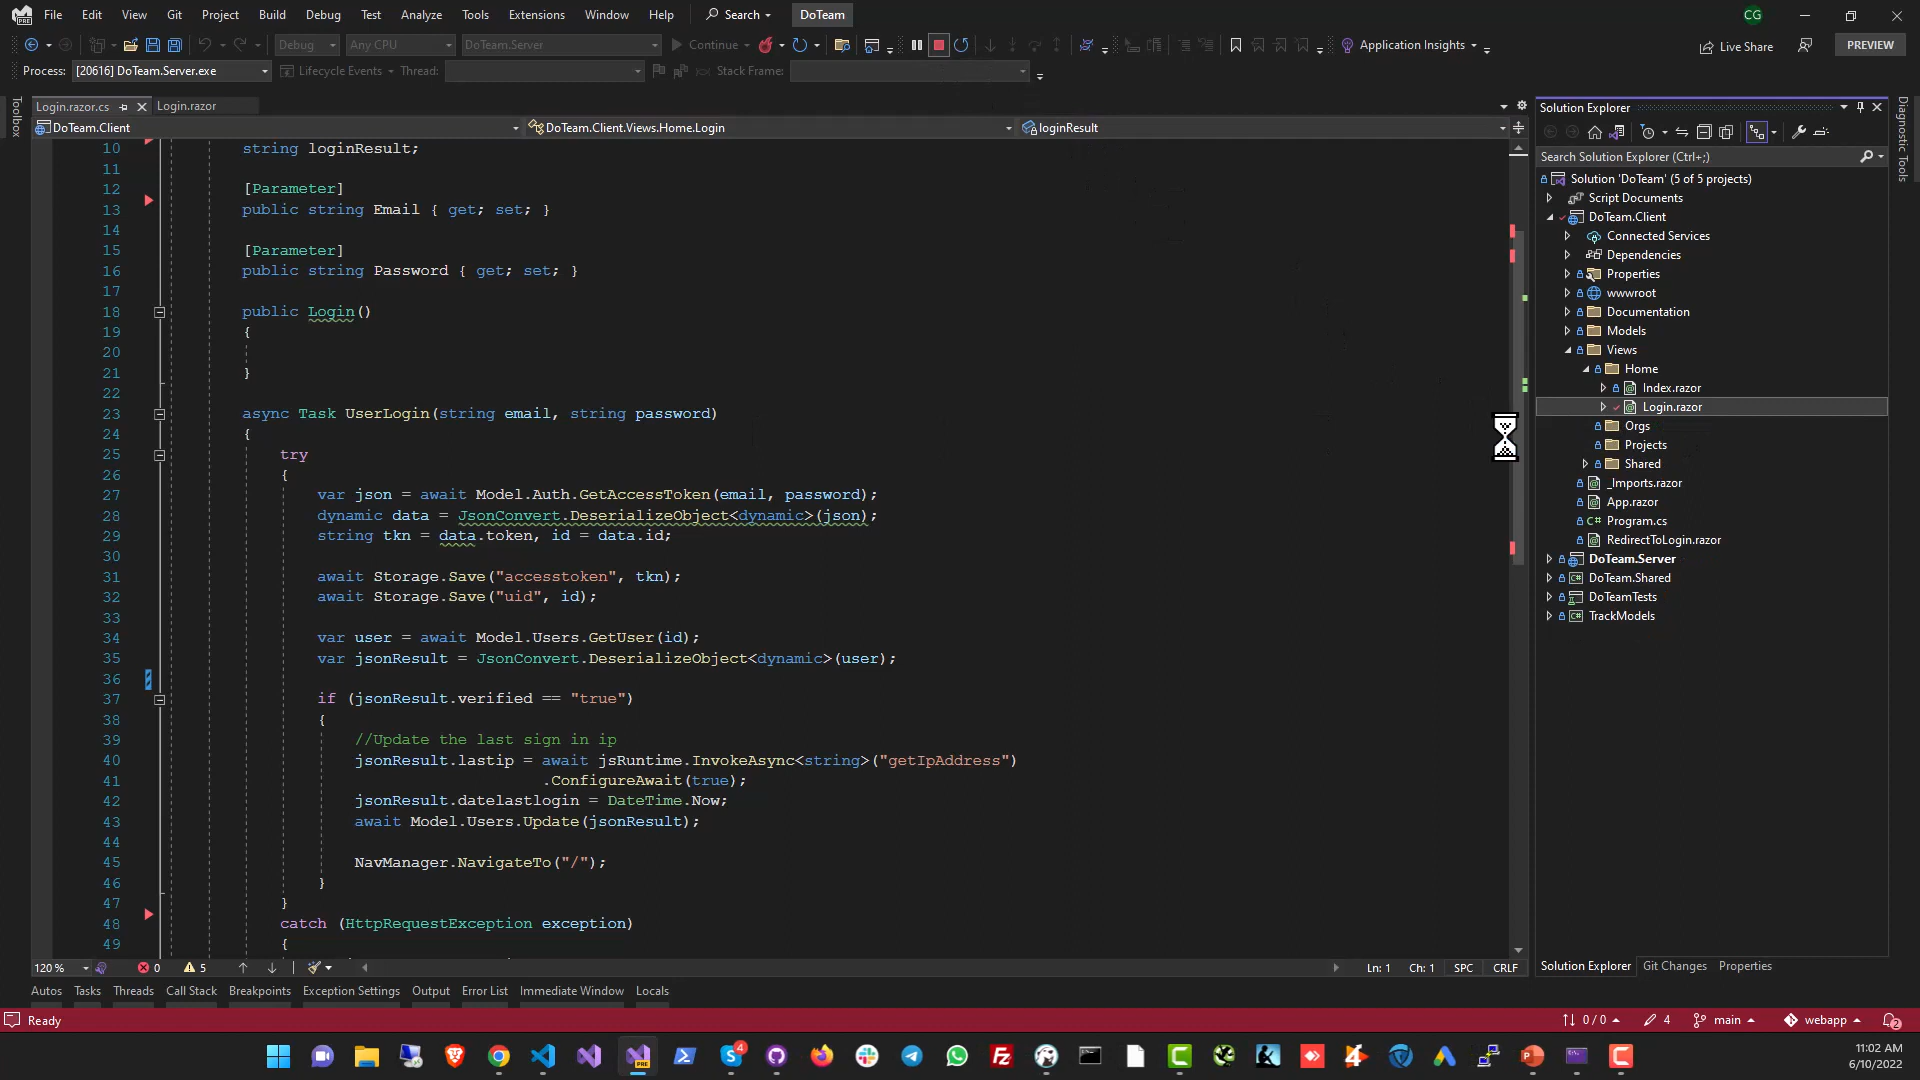 File Edit View Git Project Build Debug Test Analyze Tools Extensions Window Help Search DoTeam CG
Debug Any CPU DoTeam.Server Continue Application Insights Live Share PREVIEW
Process: [20616] DoTeam.Server.exe Lifecycle Events Thread: Stack Frame:
Toolbox
Login.razor.cs Login.razor
DoTeam.Client DoTeam.Client.Views.Home.Login loginResult
10 string loginResult;
11
12 [Parameter]
13 public string Email { get; set; }
14
15 [Parameter]
16 public string Password { get; set; }
17
18 public Login()
19 {
20
21 }
22
23 async Task UserLogin(string email, string password)
24 {
25 try
26 {
27 var json = await Model.Auth.GetAccessToken(email, password);
28 dynamic data = JsonConvert.DeserializeObject<dynamic>(json);
29 string tkn = data.token, id = data.id;
30
31 await Storage.Save("accesstoken", tkn);
32 await Storage.Save("uid", id);
33
34 var user = await Model.Users.GetUser(id);
35 var jsonResult = JsonConvert.DeserializeObject<dynamic>(user);
36
37 if (jsonResult.verified == "true")
38 {
39 //Update the last sign in ip
40 jsonResult.lastip = await jsRuntime.InvokeAsync<string>("getIpAddress")
41 .ConfigureAwait(true);
42 jsonResult.datelastlogin = DateTime.Now;
43 await Model.Users.Update(jsonResult);
44
45 NavManager.NavigateTo("/");
46 }
47 }
48 catch (HttpRequestException exception)
49 {
120 % 0 5 Ln: 1 Ch: 1 SPC CRLF
Solution Explorer
Search Solution Explorer (Ctrl+;)
Solution 'DoTeam' (5 of 5 projects)
Script Documents
DoTeam.Client
Connected Services
Dependencies
Properties
wwwroot
Documentation
Models
Views
Home
Index.razor
Login.razor
Orgs
Projects
Shared
_Imports.razor
App.razor
Program.cs
RedirectToLogin.razor
DoTeam.Server
DoTeam.Shared
DoTeamTests
TrackModels
Solution Explorer Git Changes Properties
Diagnostic Tools
Autos Tasks Threads Call Stack Breakpoints Exception Settings Output Error List Immediate Window Locals
Ready 0 / 0 4 main webapp 2
4
11:02 AM
6/10/2022